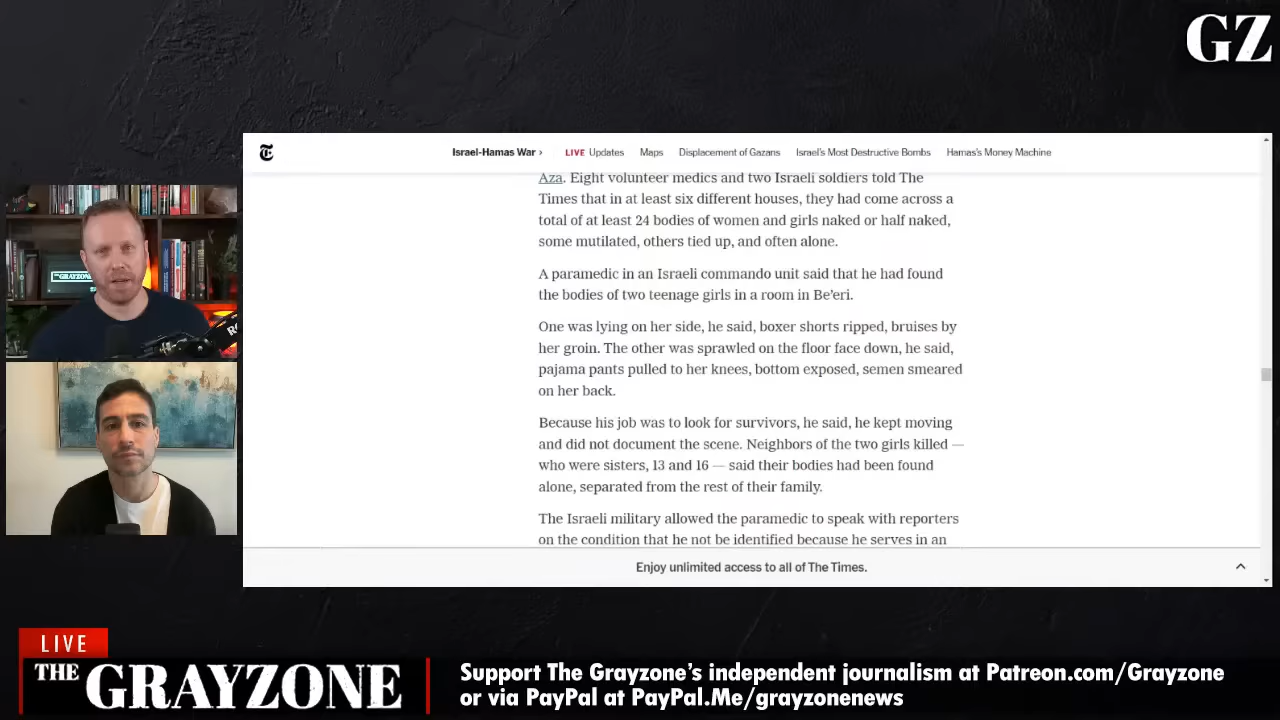 GZ
Israel-Hamas War › LIVE Updates Maps Displacement of Gazans Israel's Most Destructive Bombs Hamas's Money Machine
Aza. Eight volunteer medics and two Israeli soldiers told The
Times that in at least six different houses, they had come across a
total of at least 24 bodies of women and girls naked or half naked,
some mutilated, others tied up, and often alone.
A paramedic in an Israeli commando unit said that he had found
the bodies of two teenage girls in a room in Be'eri.
One was lying on her side, he said, boxer shorts ripped, bruises by
her groin. The other was sprawled on the floor face down, he said,
pajama pants pulled to her knees, bottom exposed, semen smeared
on her back.
Because his job was to look for survivors, he said, he kept moving
and did not document the scene. Neighbors of the two girls killed —
who were sisters, 13 and 16 — said their bodies had been found
alone, separated from the rest of their family.
The Israeli military allowed the paramedic to speak with reporters
on the condition that he not be identified because he serves in an
Enjoy unlimited access to all of The Times.
THE GRAYZONE
LIVE
THE GRAYZONE
Support The Grayzone's independent journalism at Patreon.com/Grayzone
or via PayPal at PayPal.Me/grayzonenews